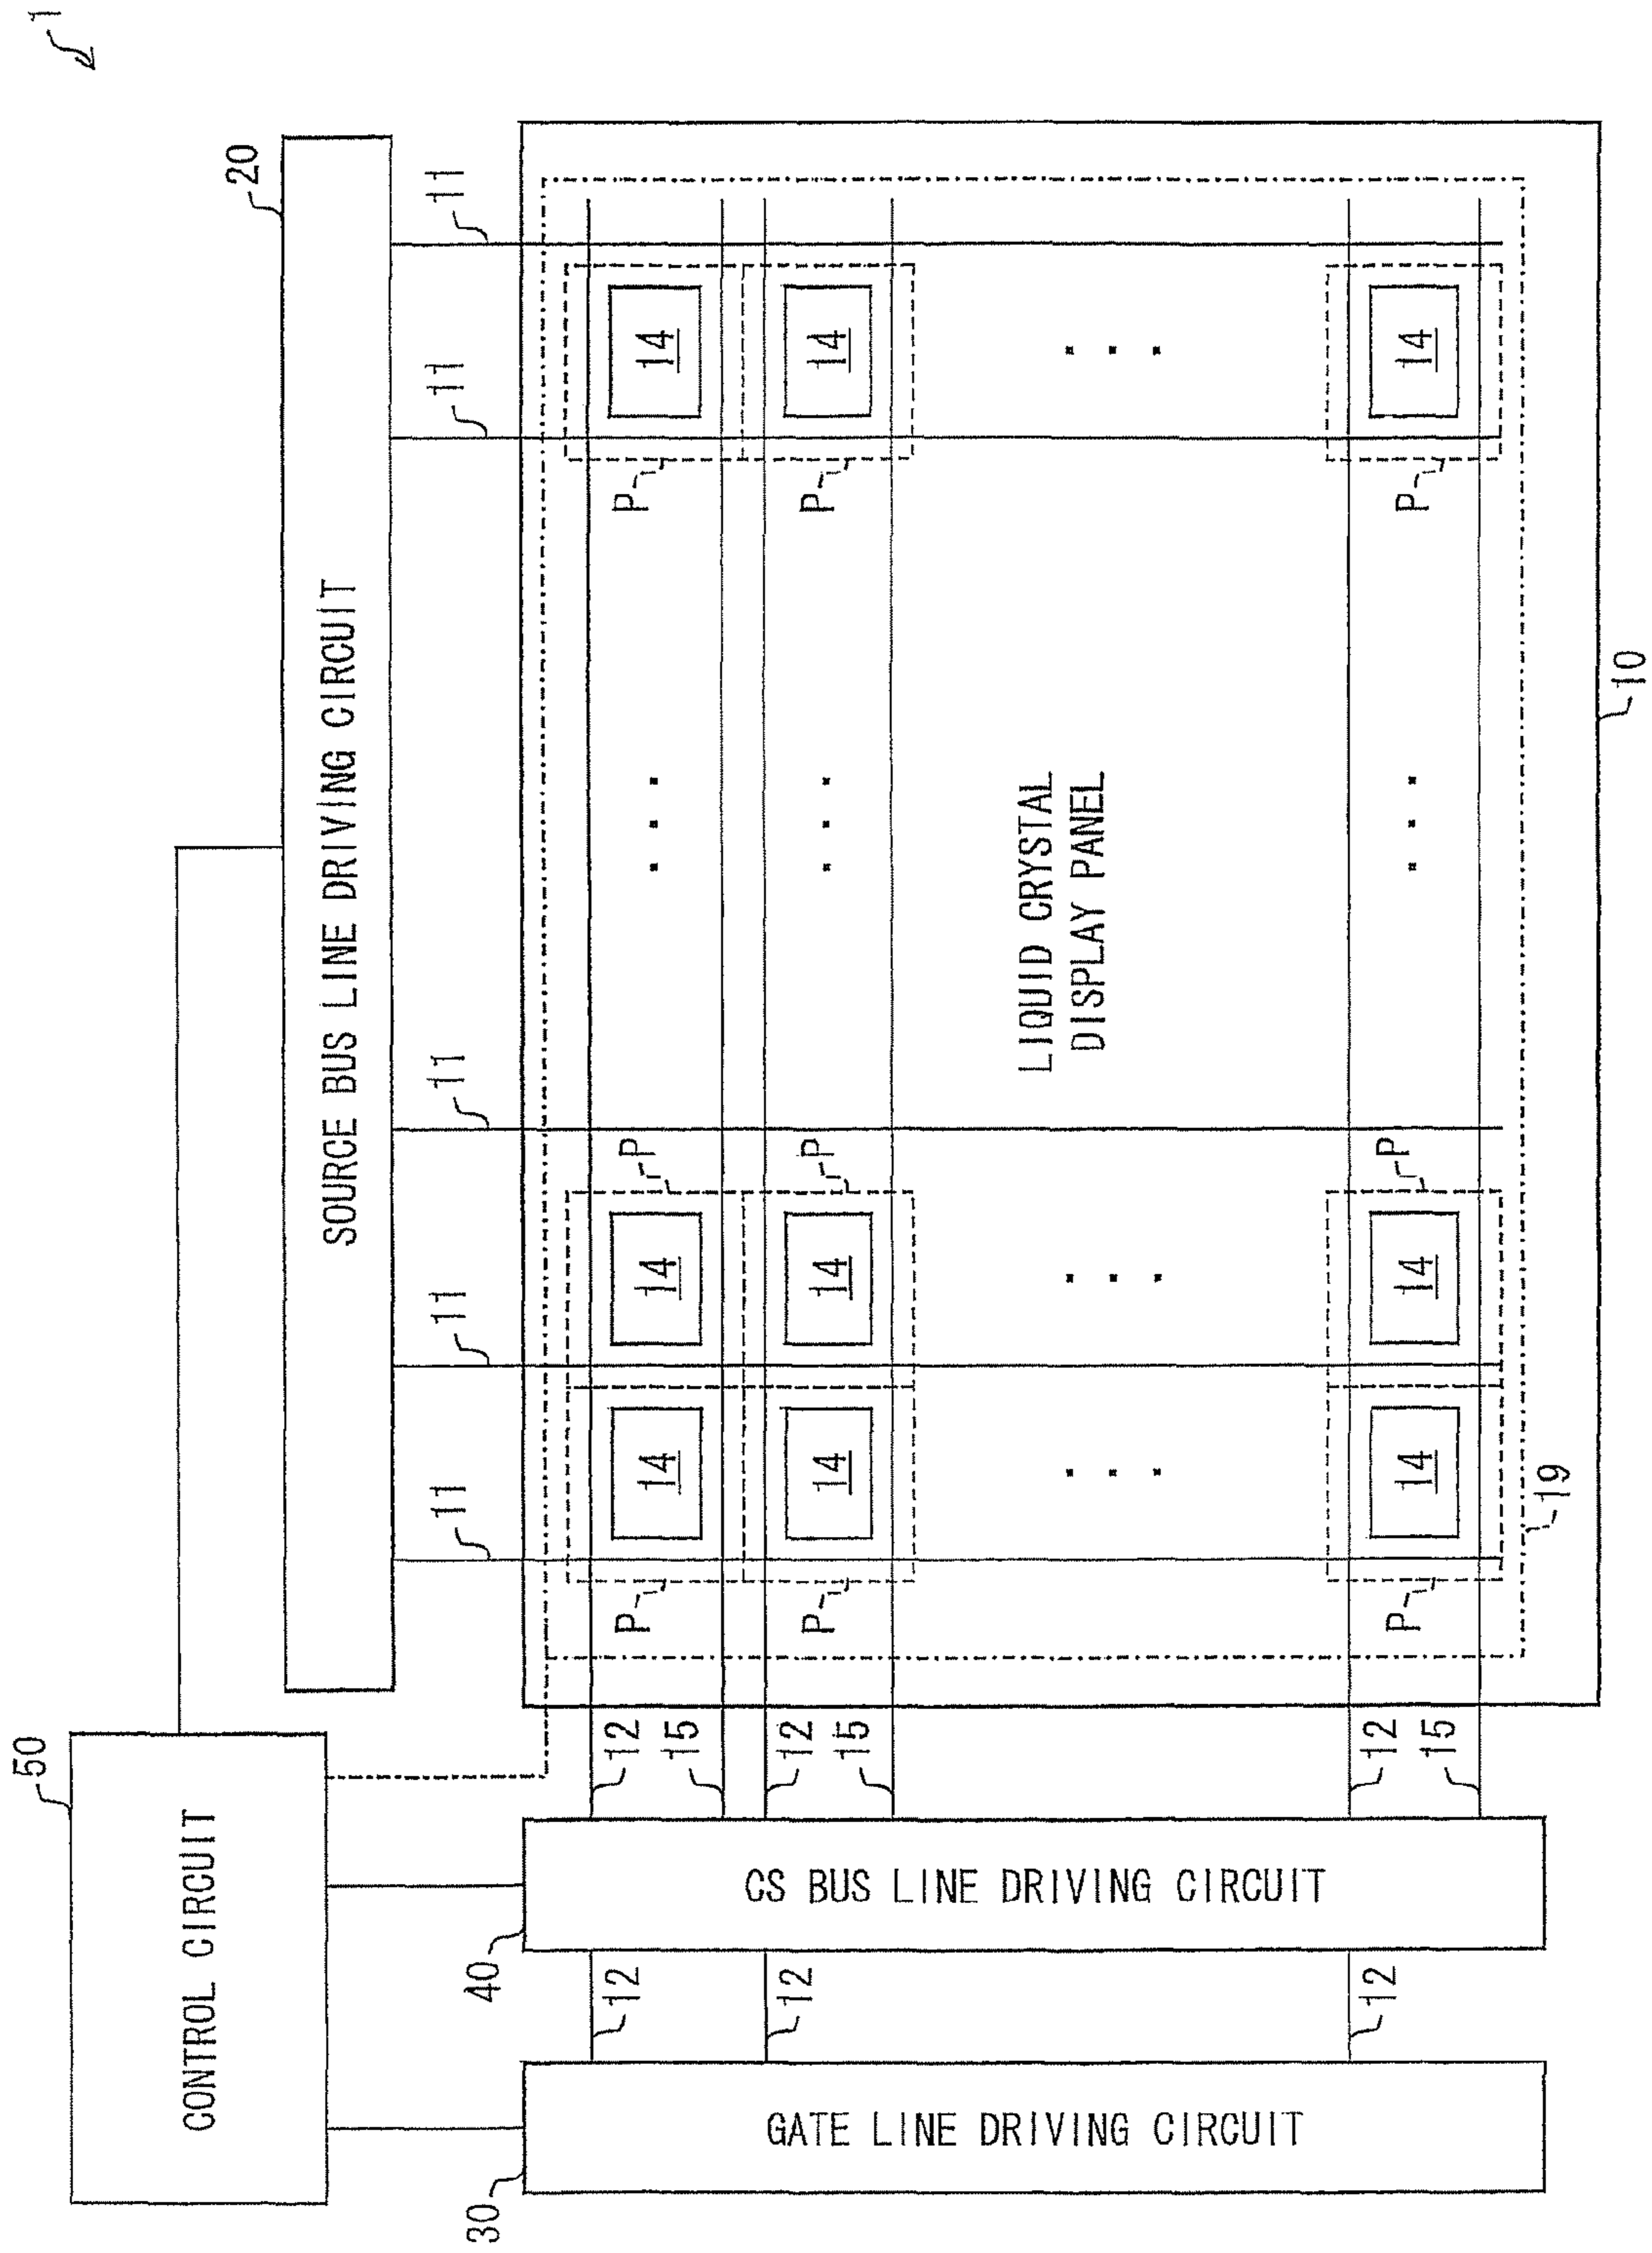 1
50
CONTROL CIRCUIT
20
SOURCE BUS LINE DRIVING CIRCUIT
11
11
11
11
11
30
GATE LINE DRIVING CIRCUIT
40
CS BUS LINE DRIVING CIRCUIT
12
12
15
P
14
14
P
P
14
12
12
15
P
14
14
P
P
14
LIQUID CRYSTAL
DISPLAY PANEL
12
12
15
P
14
14
P
P
14
19
10